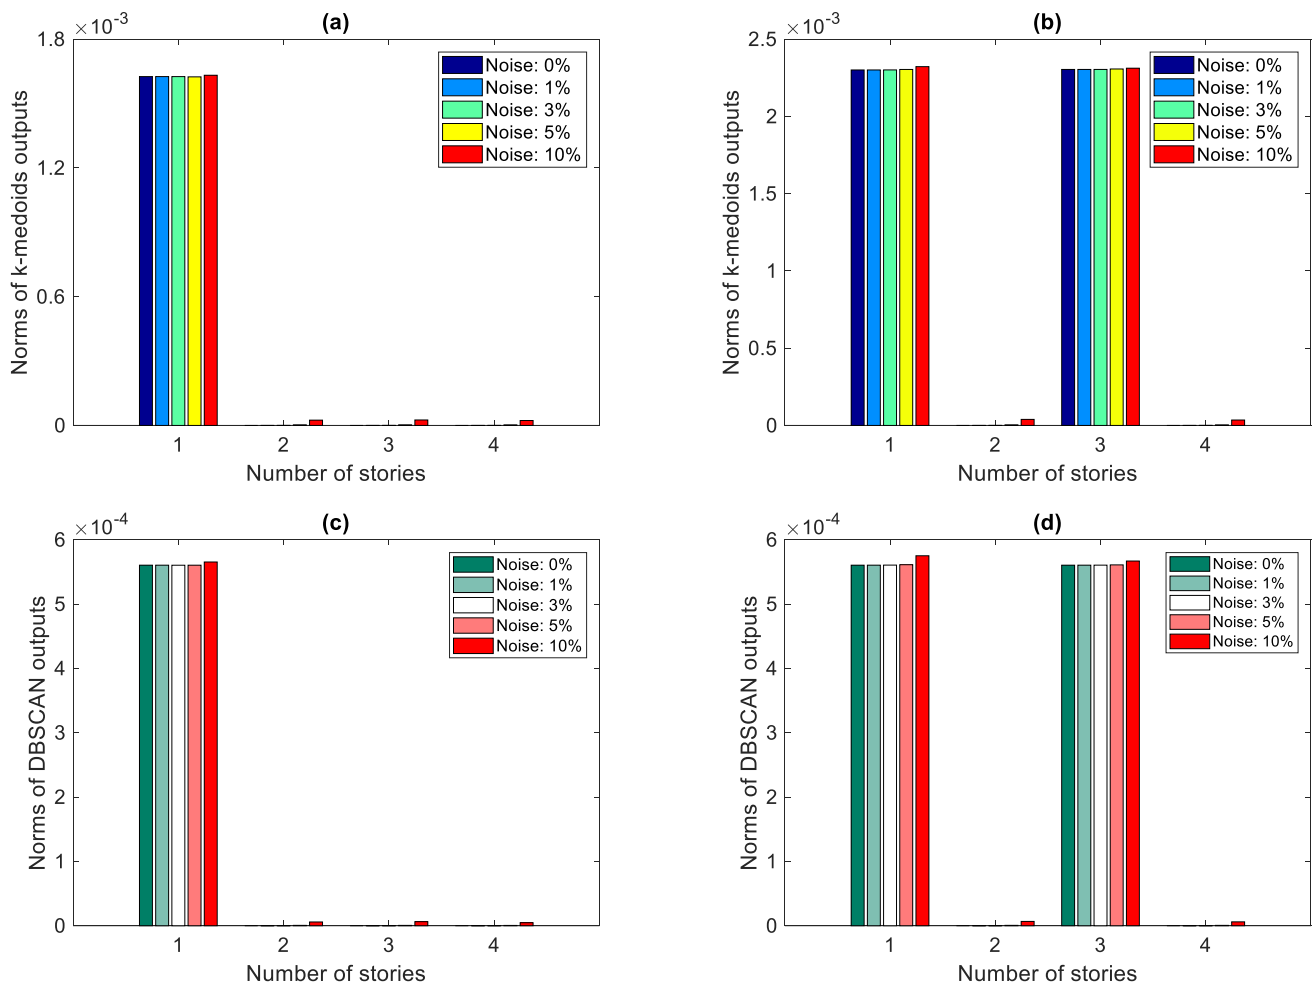 (a)
×10-3
1.8
1.2
0.6
0
Norms of k-medoids outputs
Noise: 0%
Noise: 1%
Noise: 3%
Noise: 5%
Noise: 10%
1 2 3 4
Number of stories
(b)
×10-3
2.5
2
1.5
1
0.5
0
Norms of k-medoids outputs
Noise: 0%
Noise: 1%
Noise: 3%
Noise: 5%
Noise: 10%
1 2 3 4
Number of stories
(c)
×10-4
6
5
4
3
2
1
0
Norms of DBSCAN outputs
Noise: 0%
Noise: 1%
Noise: 3%
Noise: 5%
Noise: 10%
1 2 3 4
Number of stories
(d)
×10-4
6
5
4
3
2
1
0
Norms of DBSCAN outputs
Noise: 0%
Noise: 1%
Noise: 3%
Noise: 5%
Noise: 10%
1 2 3 4
Number of stories